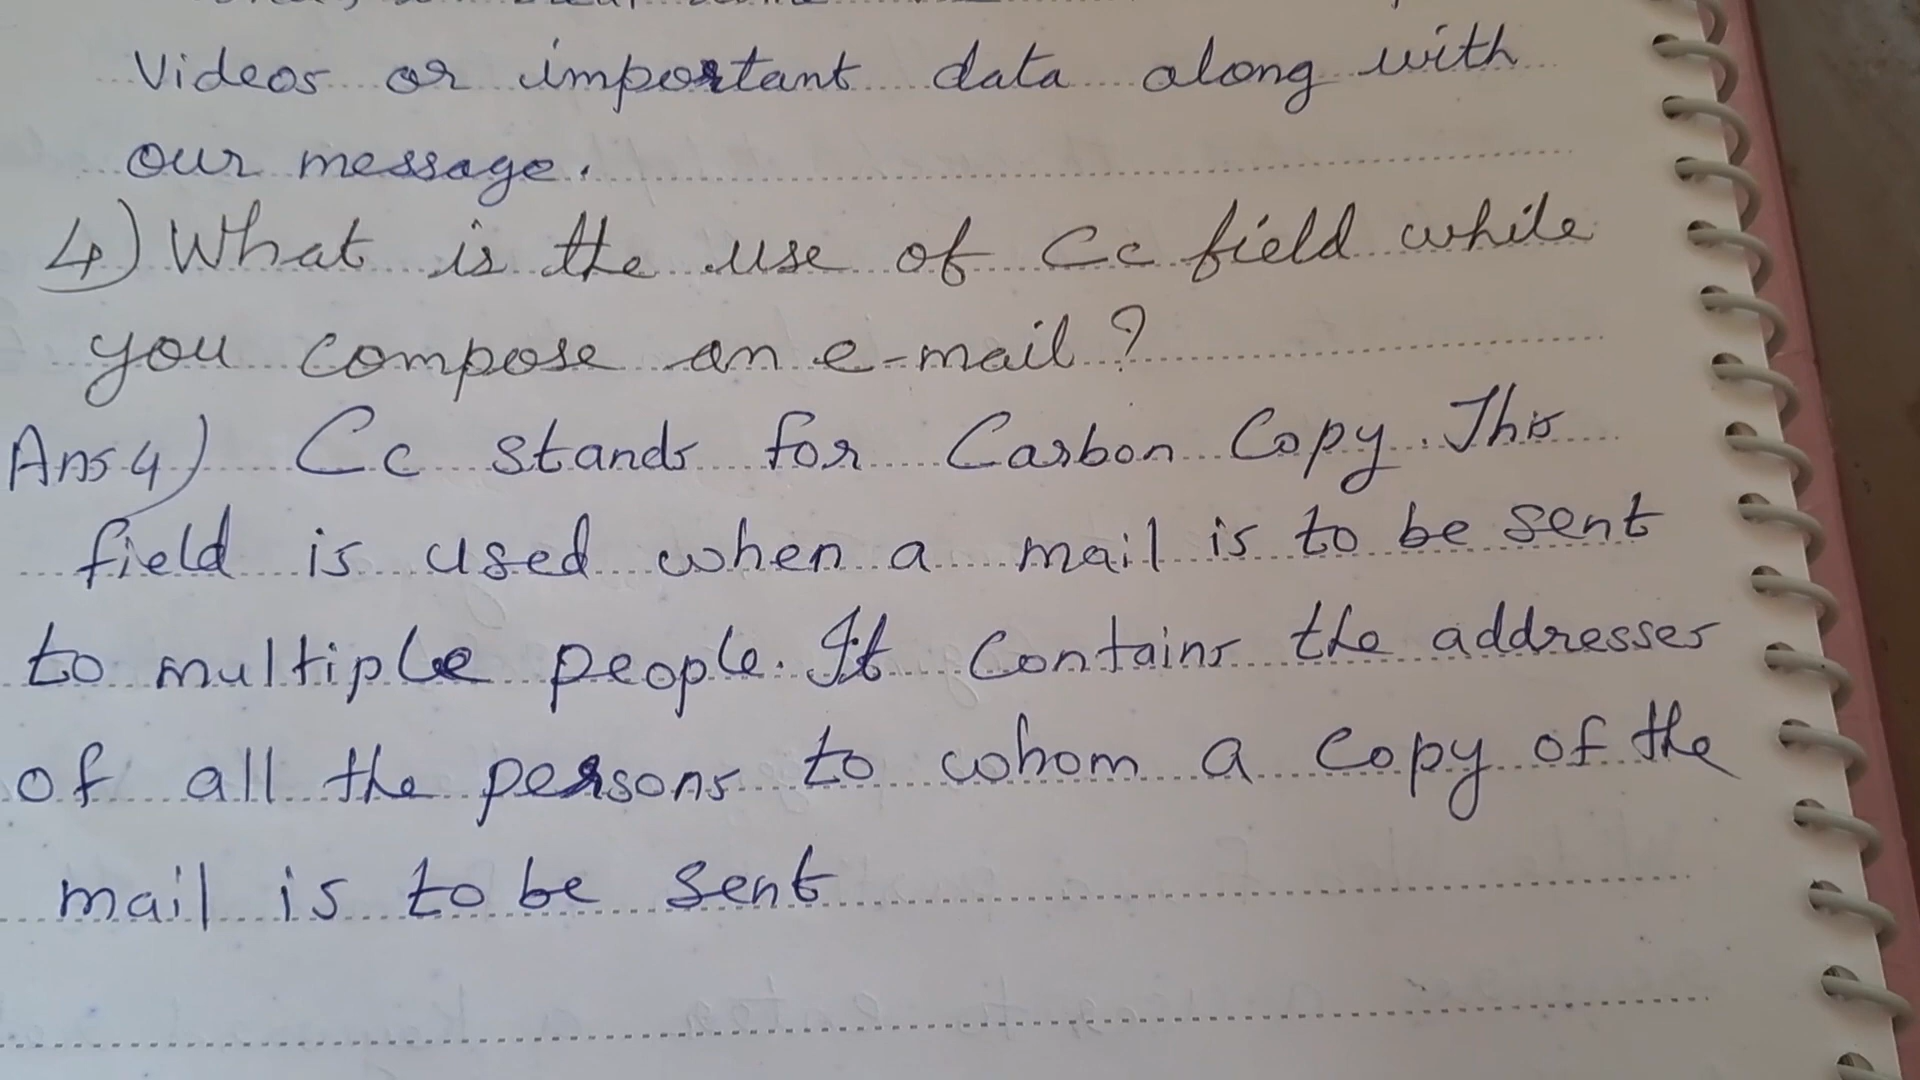 Videos or important data along with
our message.
4) What is the use of Cc field while
you compose an e-mail?
Ans 4) Cc stands for Carbon Copy. This
field is used when a mail is to be sent
to multiple people. It contains the addresses
of all the persons to whom a copy of the
mail is to be sent